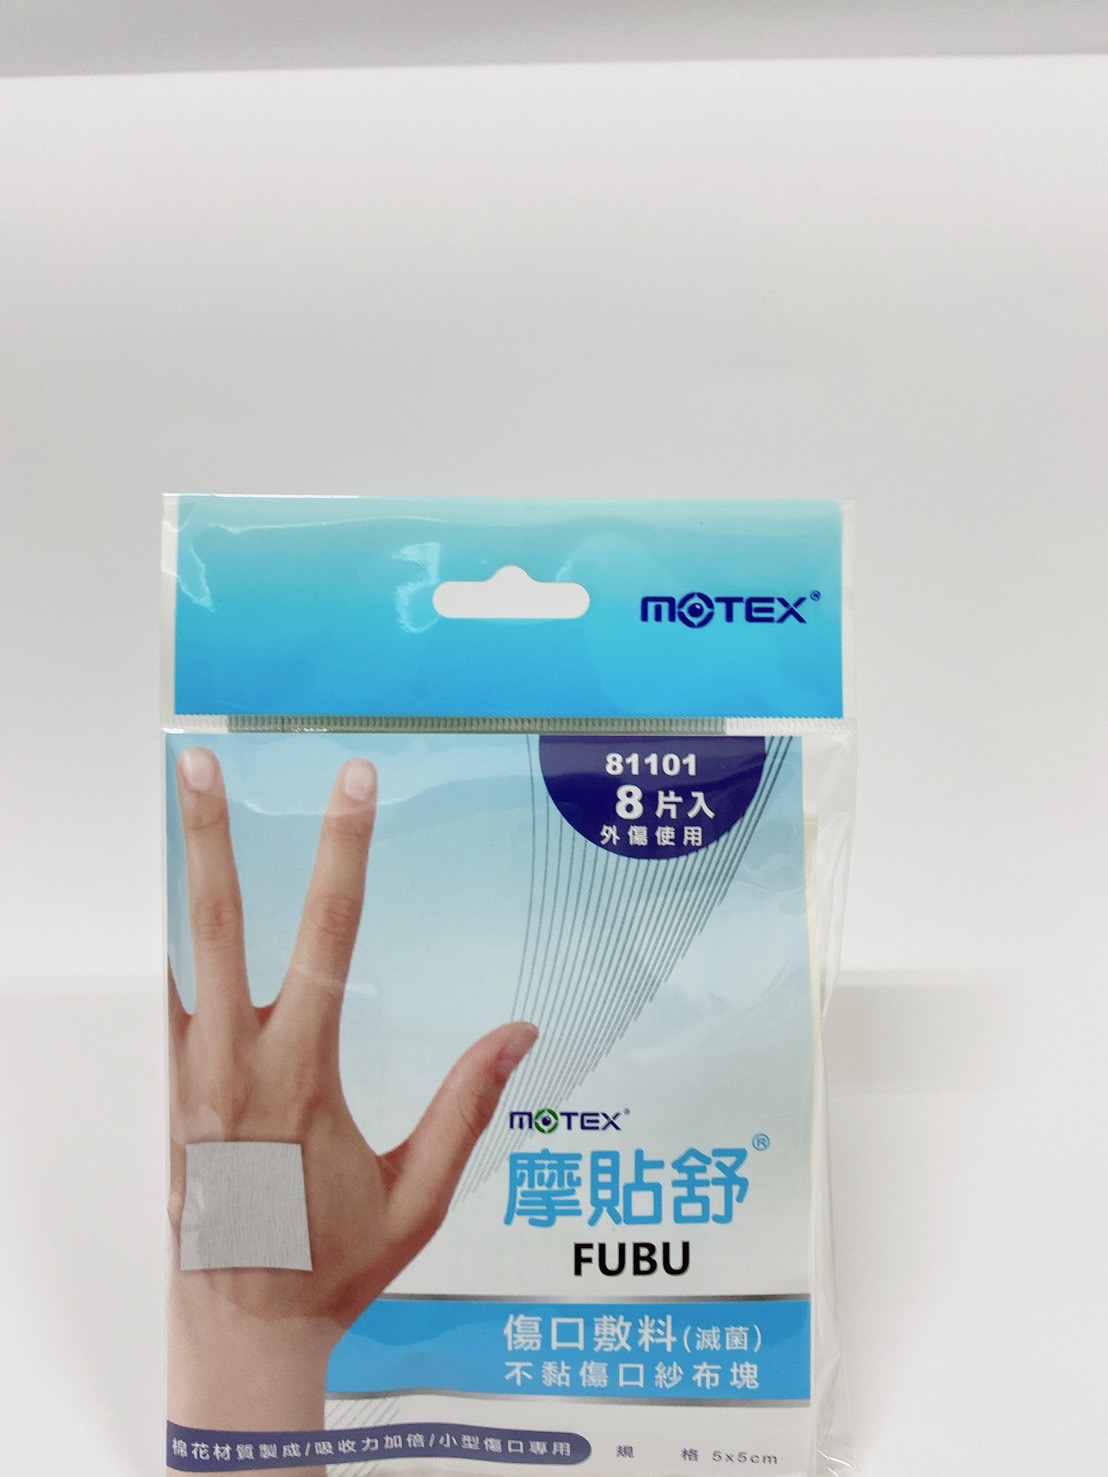 MOTEX®
81101
8片入
外傷使用
MOTEX®
摩貼舒®
FUBU
傷口敷料(滅菌)
不黏傷口紗布塊
棉花材質製成/吸收力加倍/小型傷口專用
規 格 5x5cm